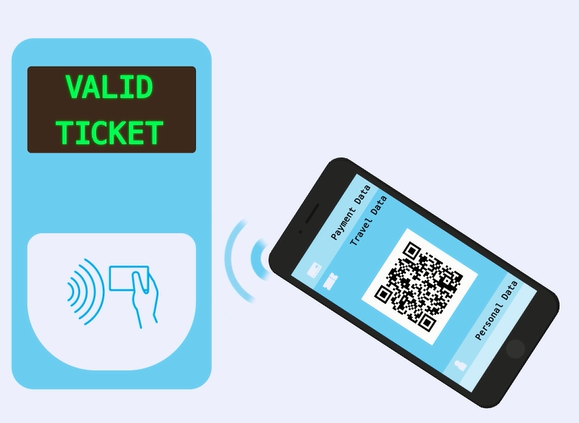 VALID
TICKET
Payment Data
Travel Data
Personal Data